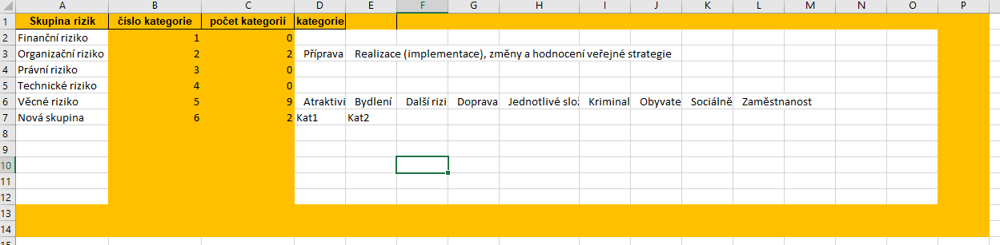 A B C D E F G H I J K L M N O P
1 Skupina rizik číslo kategorie počet kategorií kategorie
2 Finanční riziko 1 0
3 Organizační riziko 2 2 Příprava Realizace (implementace), změny a hodnocení veřejné strategie
4 Právní riziko 3 0
5 Technické riziko 4 0
6 Věcné riziko 5 9 Atraktivi Bydlení Další rizi Doprava Jednotlivé slož Kriminal Obyvate Sociálně Zaměstnanost
7 Nová skupina 6 2 Kat1 Kat2
8
9
10
11
12
13
14
15